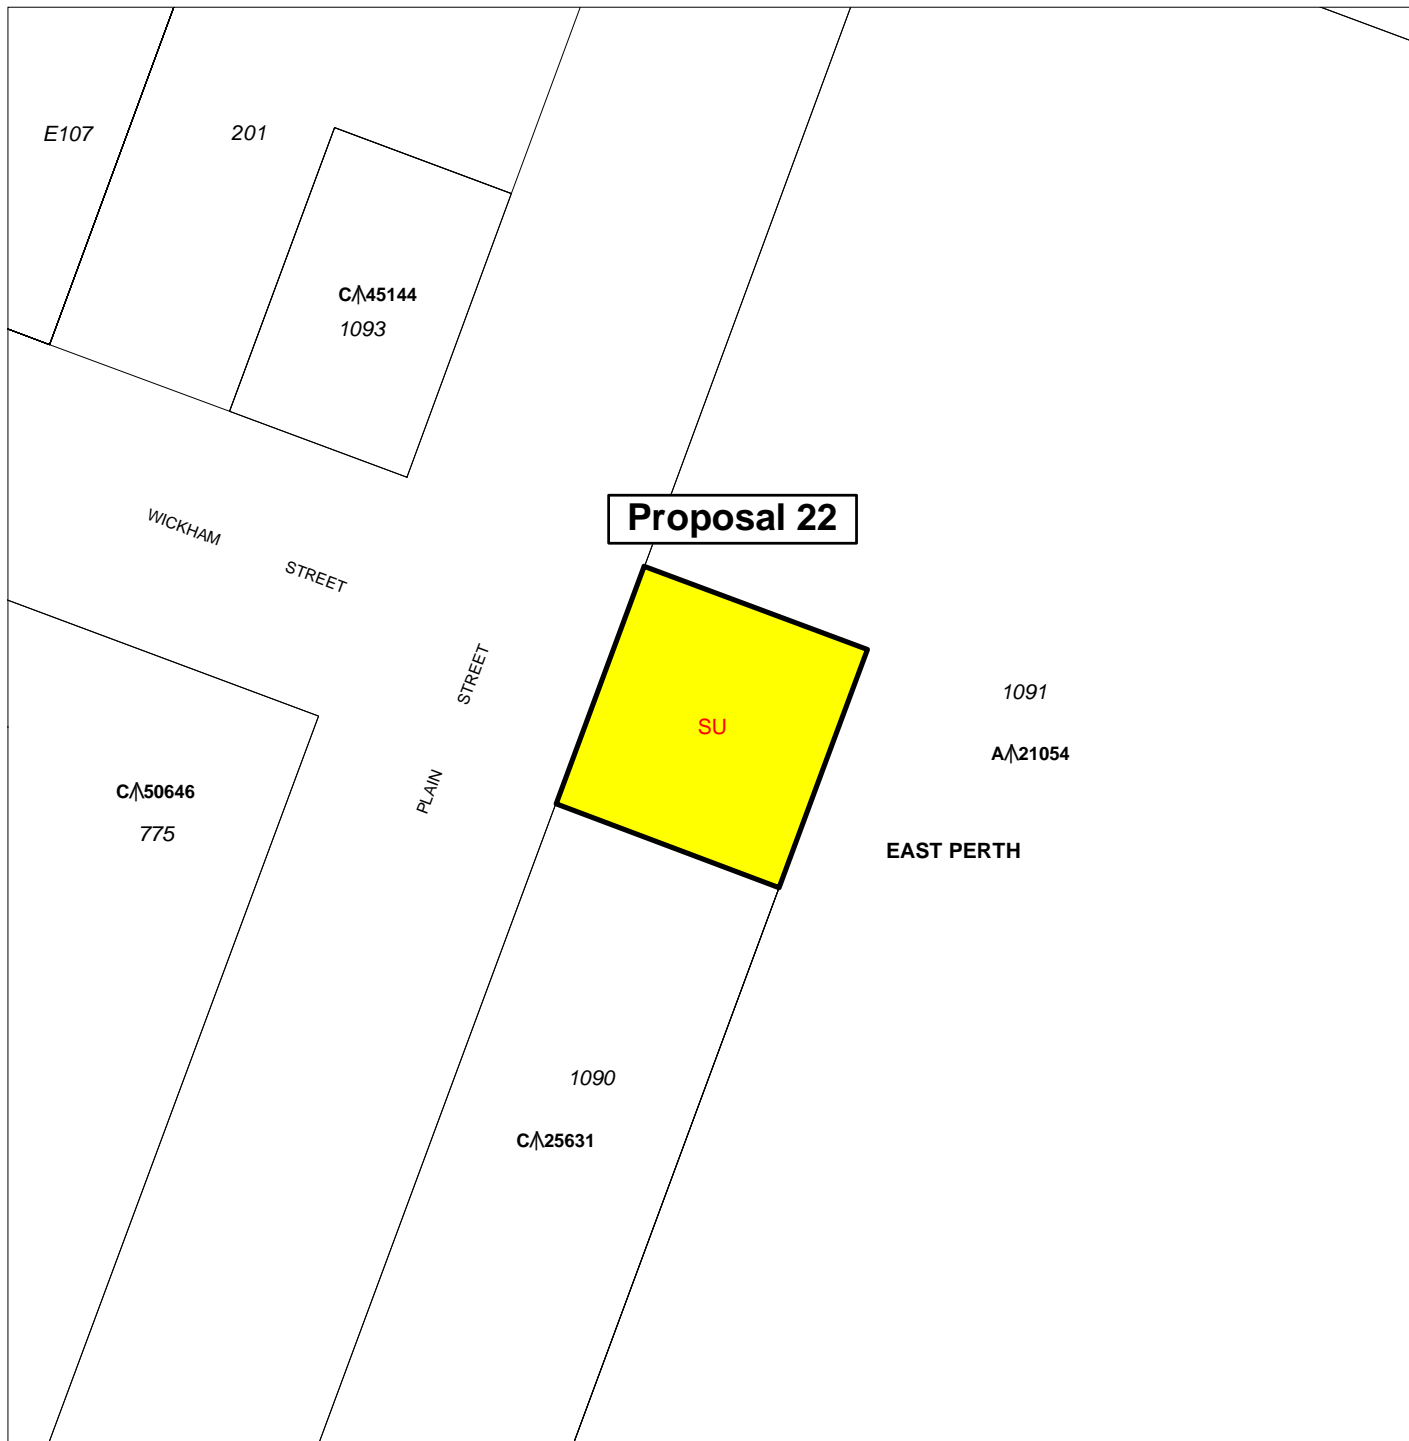 E107
201
C/|\45144
1093
Proposal 22
WICKHAM
STREET
STREET
PLAIN
SU
1091
A/|\21054
C/|\50646
775
EAST PERTH
1090
C/|\25631